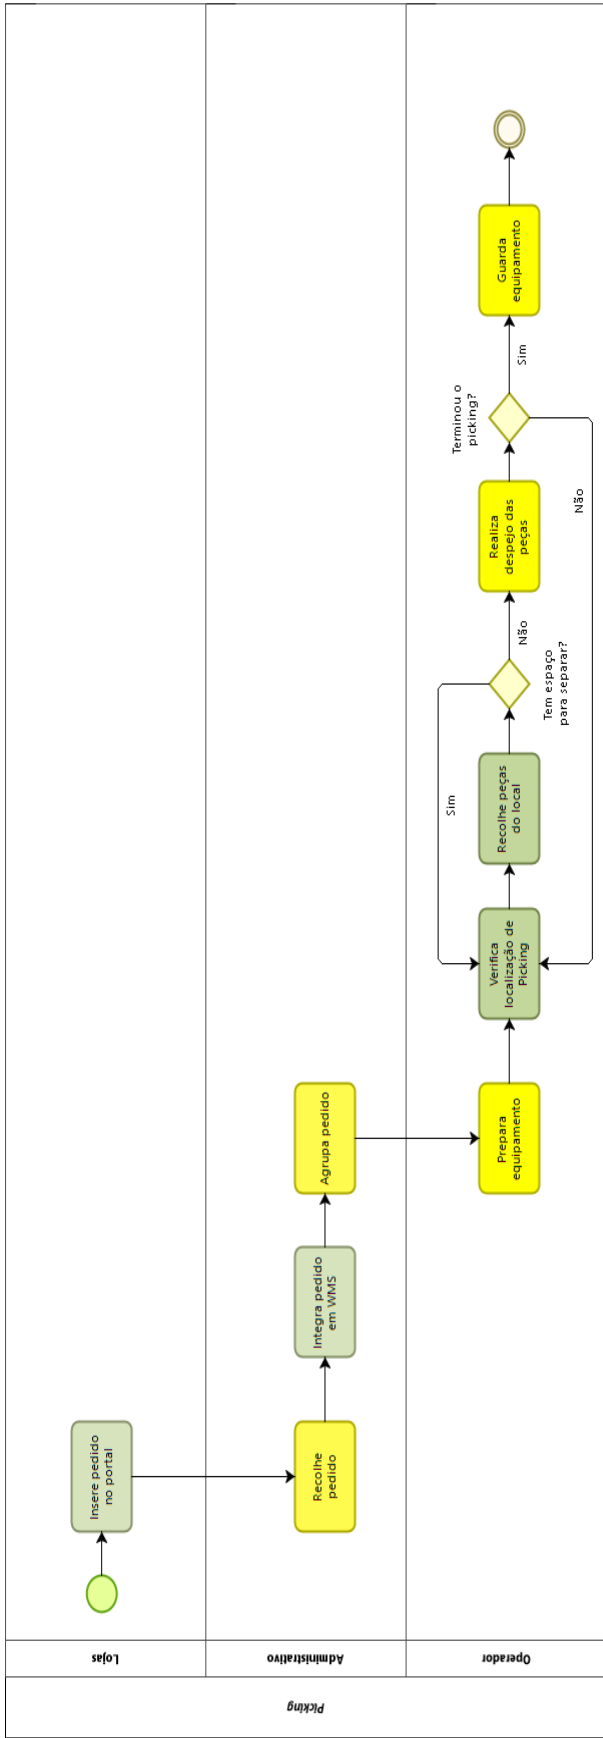 Picking
Lojas
Insere pedido
no portal
Administrativo
Recolhe
pedido
Integra pedido
em WMS
Agrupa pedido
Operador
Prepara
equipamento
Verifica
localização de
Picking
Recolhe peças
do local
Tem espaço
para separar?
Sim
Não
Realiza
despejo das
peças
Terminou o
picking?
Não
Sim
Guarda
equipamento